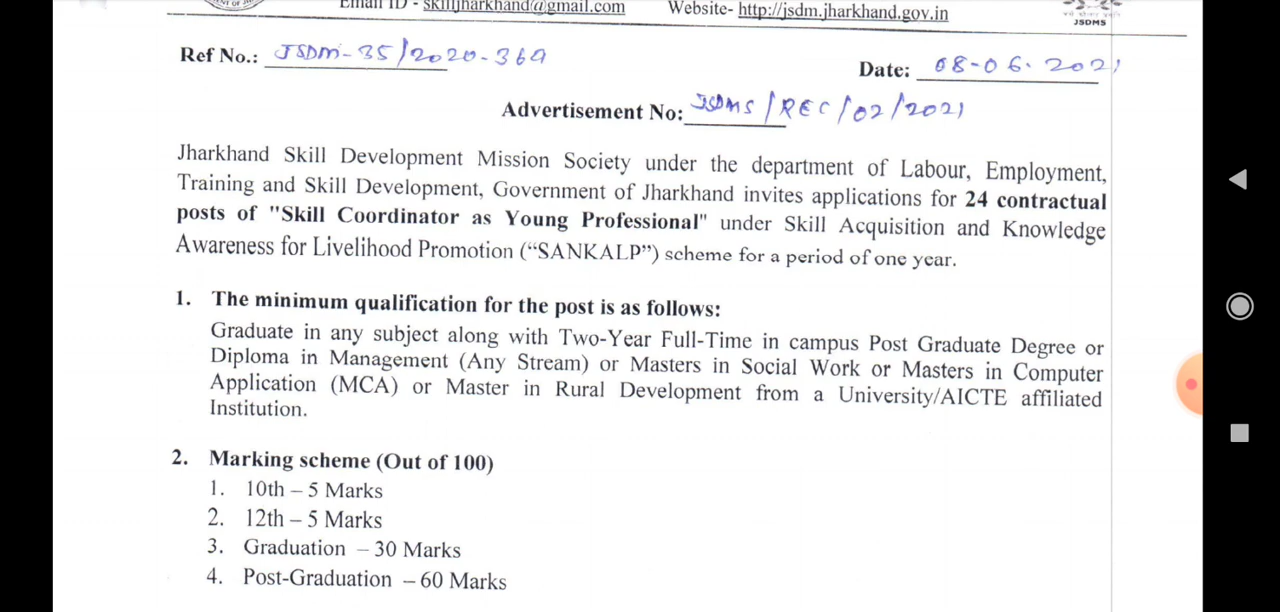 Email ID - skilljharkhand@gmail.com Website- http://jsdm.jharkhand.gov.in
JSDMS
Ref No.: JSDM-35/2020-369
Date: 08-06.2021
Advertisement No: JSDMS/REC/02/2021
Jharkhand Skill Development Mission Society under the department of Labour, Employment,
Training and Skill Development, Government of Jharkhand invites applications for 24 contractual
posts of "Skill Coordinator as Young Professional" under Skill Acquisition and Knowledge
Awareness for Livelihood Promotion (“SANKALP”) scheme for a period of one year.
1. The minimum qualification for the post is as follows:
Graduate in any subject along with Two-Year Full-Time in campus Post Graduate Degree or
Diploma in Management (Any Stream) or Masters in Social Work or Masters in Computer
Application (MCA) or Master in Rural Development from a University/AICTE affiliated
Institution.
2. Marking scheme (Out of 100)
1. 10th – 5 Marks
2. 12th – 5 Marks
3. Graduation – 30 Marks
4. Post-Graduation – 60 Marks